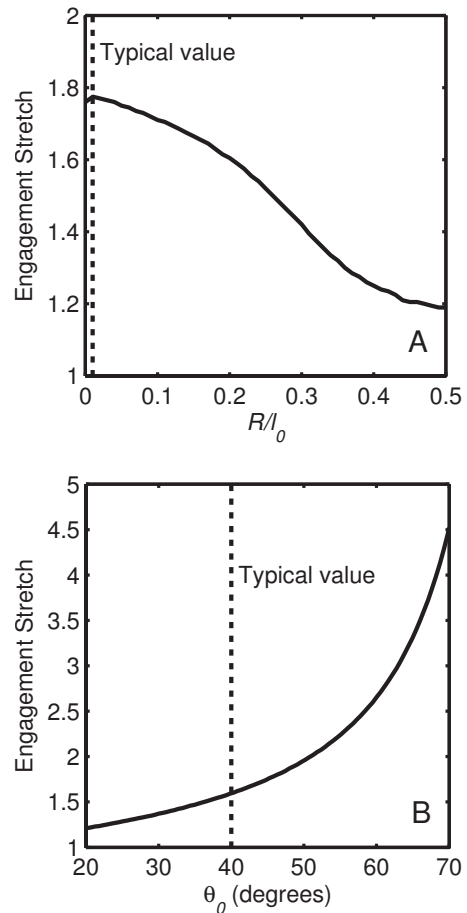 2
Typical value
1.8
1.6
Engagement Stretch
1.4
1.2
A
1
0 0.1 0.2 0.3 0.4 0.5
R/l0
5
4.5
4
Typical value
3.5
Engagement Stretch
3
2.5
2
1.5
B
1
20 30 40 50 60 70
θ0 (degrees)